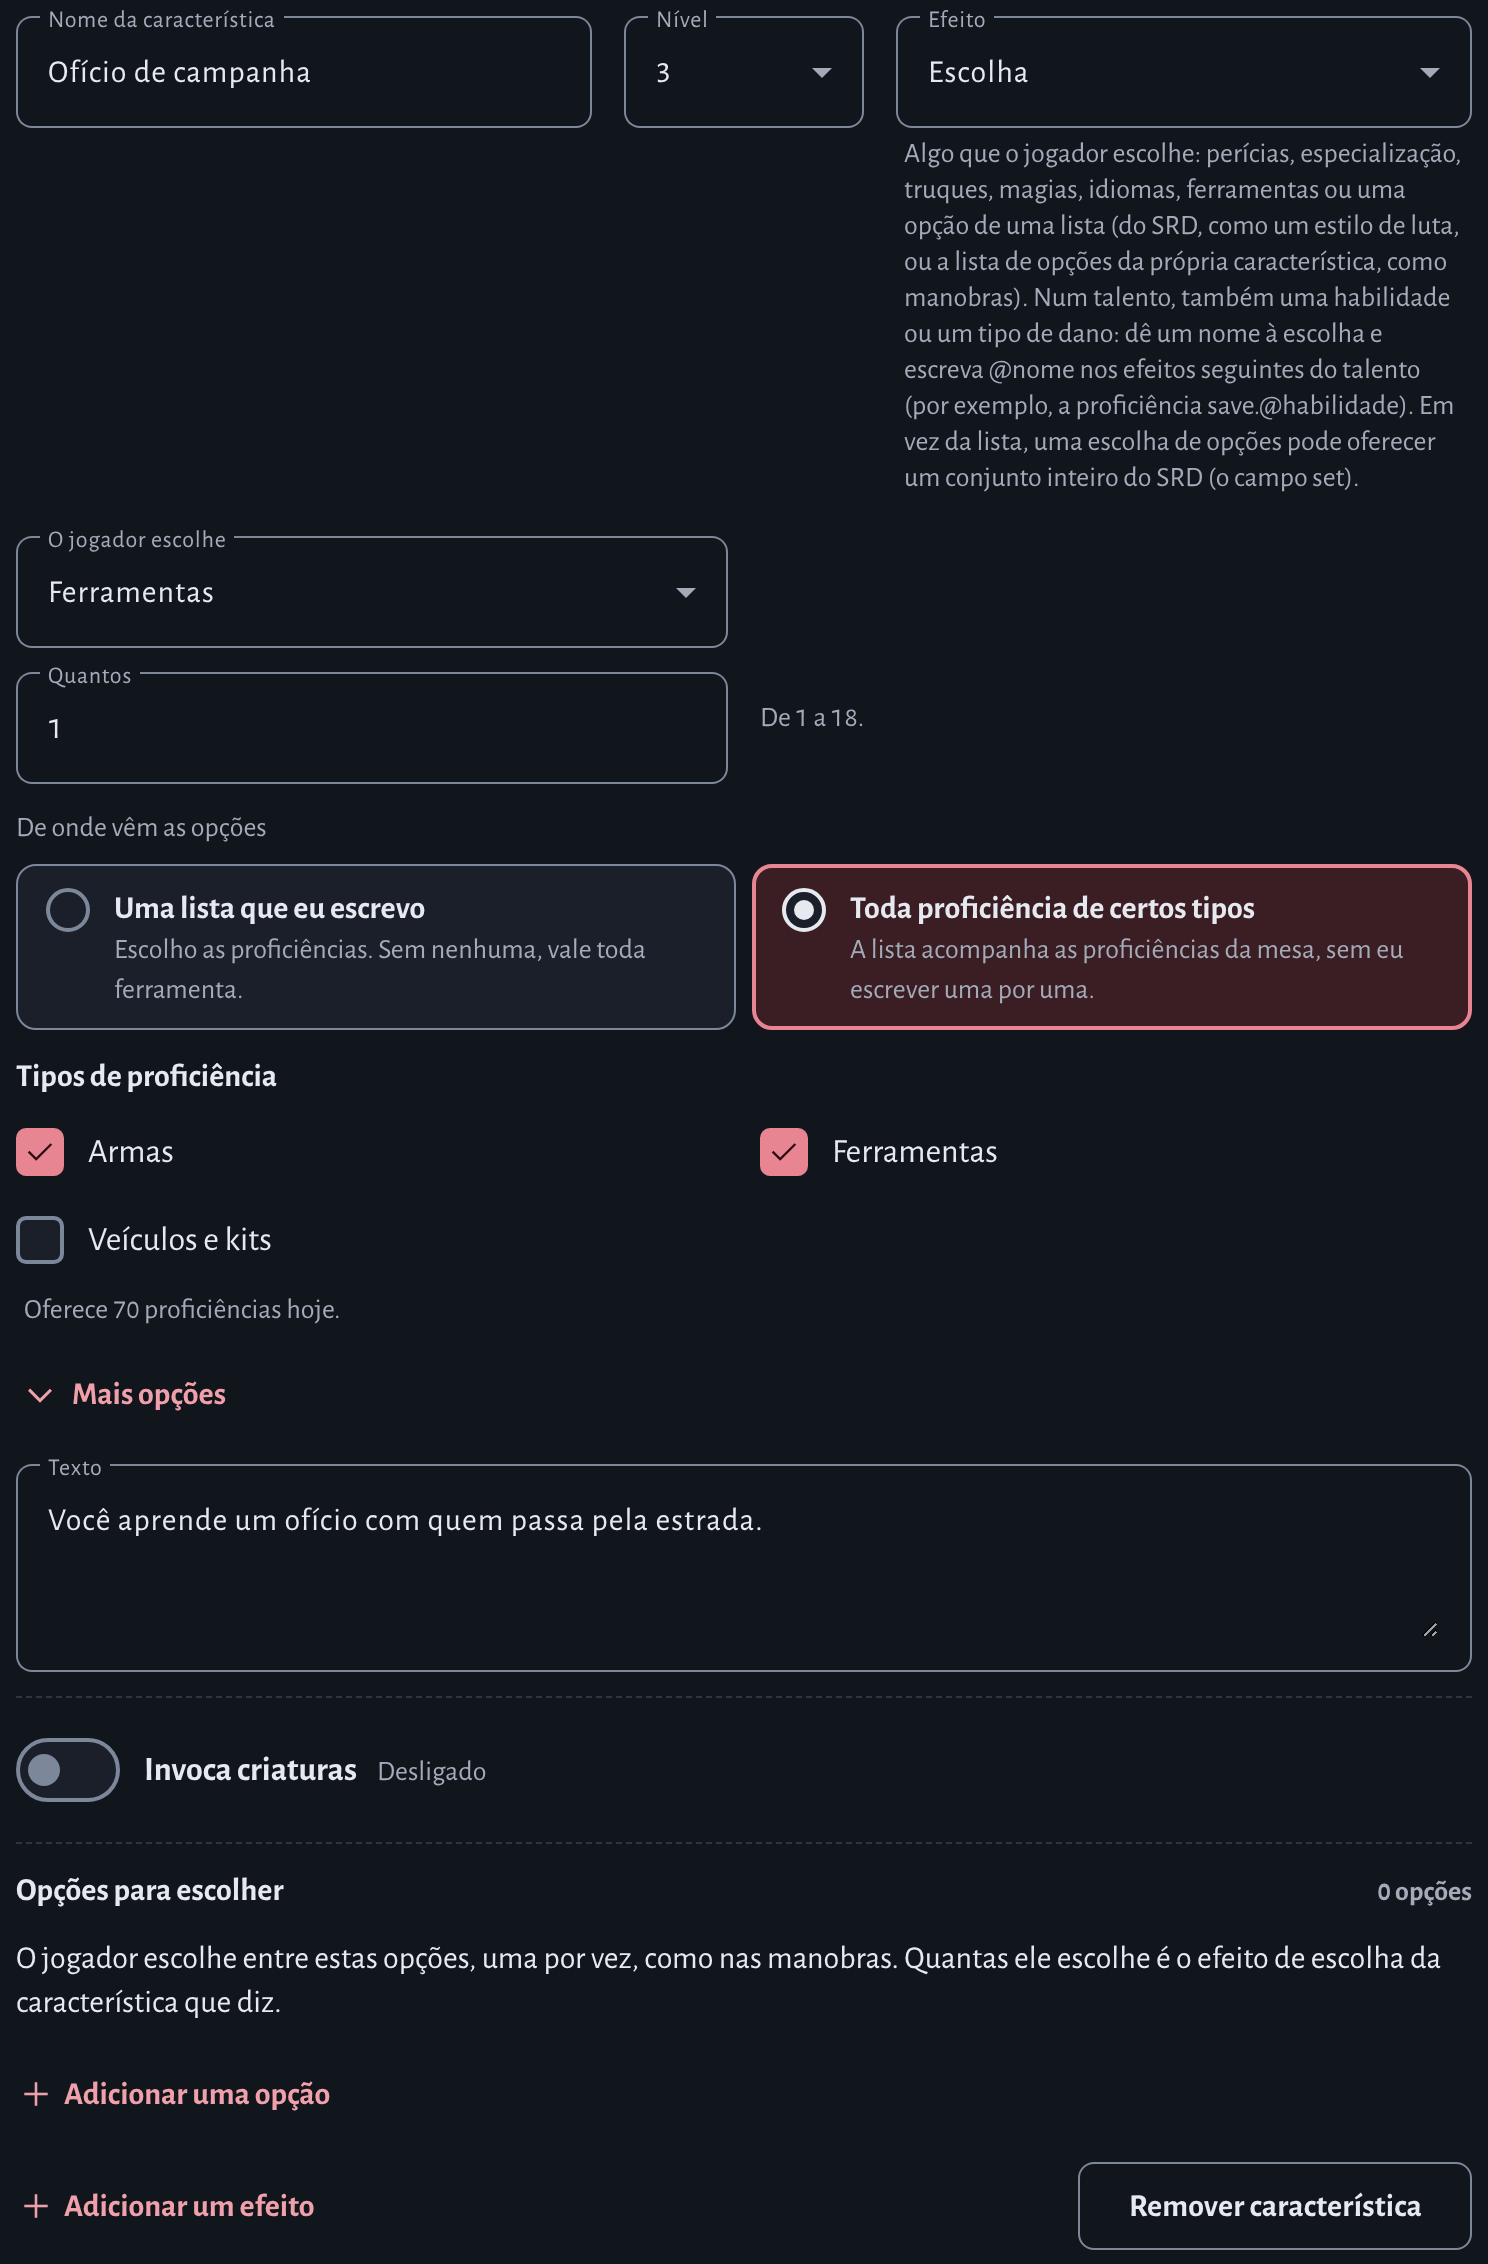 Nome da característica
Ofício de campanha
Nível
3
Efeito
Escolha
Algo que o jogador escolhe: perícias, especialização,
truques, magias, idiomas, ferramentas ou uma
opção de uma lista (do SRD, como um estilo de luta,
ou a lista de opções da própria característica, como
manobras). Num talento, também uma habilidade
ou um tipo de dano: dê um nome à escolha e
escreva @nome nos efeitos seguintes do talento
(por exemplo, a proficiência save.@habilidade). Em
vez da lista, uma escolha de opções pode oferecer
um conjunto inteiro do SRD (o campo set).
O jogador escolhe
Ferramentas
Quantos
1
De 1 a 18.
De onde vêm as opções
Uma lista que eu escrevo
Escolho as proficiências. Sem nenhuma, vale toda
ferramenta.
Toda proficiência de certos tipos
A lista acompanha as proficiências da mesa, sem eu
escrever uma por uma.
Tipos de proficiência
Armas
Ferramentas
Veículos e kits
Oferece 70 proficiências hoje.
Mais opções
Texto
Você aprende um ofício com quem passa pela estrada.
Invoca criaturas Desligado
Opções para escolher
0 opções
O jogador escolhe entre estas opções, uma por vez, como nas manobras. Quantas ele escolhe é o efeito de escolha da
característica que diz.
Adicionar uma opção
Adicionar um efeito
Remover característica